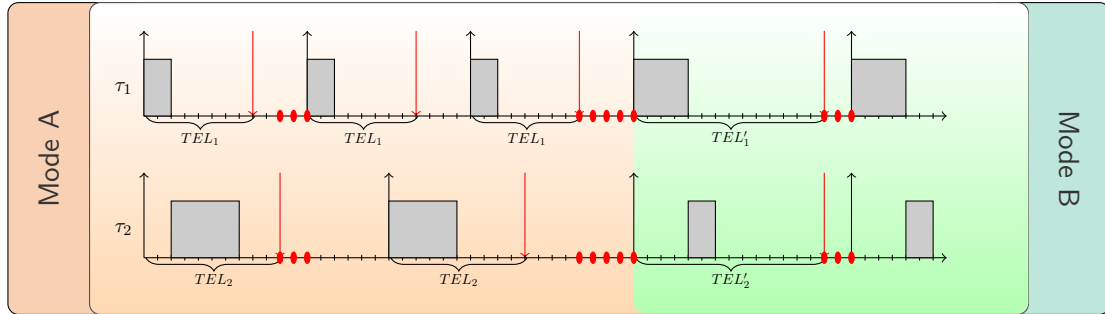 Mode A
τ1
TEL1 TEL1 TEL1 TEL′1
τ2
TEL2 TEL2 TEL′2
Mode B